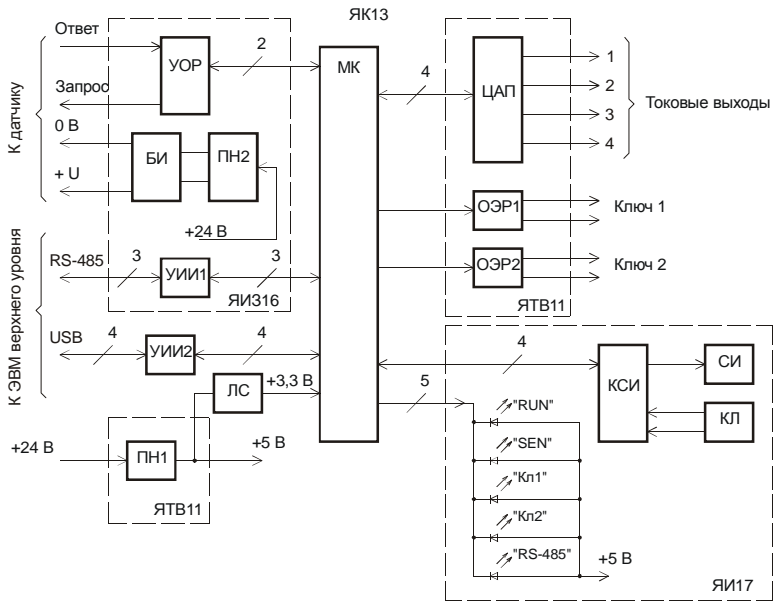 ЯК13
Ответ
УОР
2
МК
4
ЦАП
1
2
3
4
Токовые выходы
Запрос
К датчику
0 В
+ U
БИ
ПН2
ОЭР1
Ключ 1
+24 В
ОЭР2
Ключ 2
RS-485
3
УИИ1
3
ЯИЗ16
ЯТВ11
К ЭВМ верхнего уровня
USB
4
УИИ2
4
4
КСИ
СИ
ЛС
+3,3 В
5
"RUN"
КЛ
+24 В
ПН1
+5 В
"SEN"
"Кл1"
ЯТВ11
"Кл2"
"RS-485"
+5 В
ЯИ17